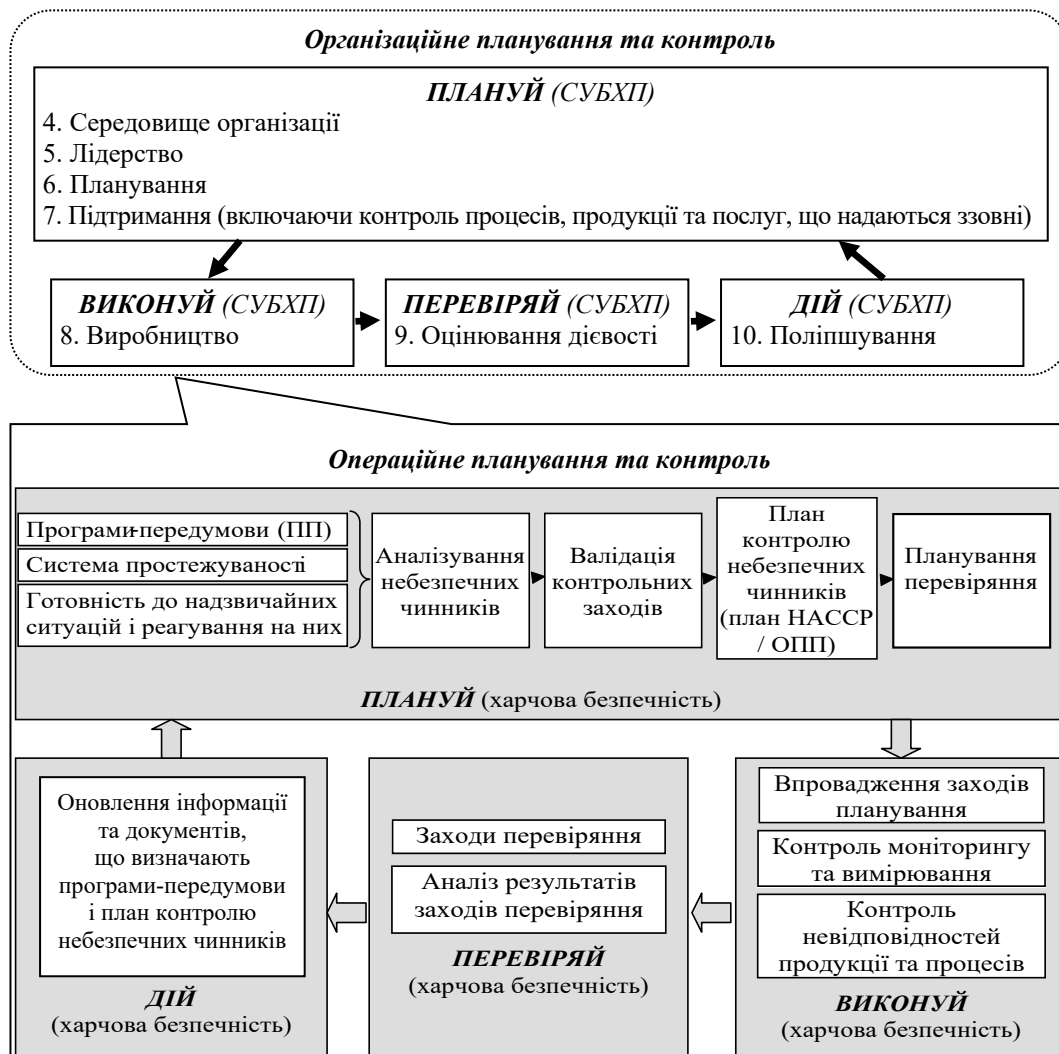 Організаційне планування та контроль
ПЛАНУЙ (СУБХП)
4. Середовище організації
5. Лідерство
6. Планування
7. Підтримання (включаючи контроль процесів, продукції та послуг, що надаються ззовні)
ВИКОНУЙ (СУБХП)
8. Виробництво
ПЕРЕВІРЯЙ (СУБХП)
9. Оцінювання дієвості
ДІЙ (СУБХП)
10. Поліпшування
Операційне планування та контроль
Програми-передумови (ПП)
Система простежуваності
Готовність до надзвичайних
ситуацій і реагування на них
Аналізування
небезпечних
чинників
Валідація
контрольних
заходів
План
контролю
небезпечних
чинників
(план НАССР
/ ОПП)
Планування
перевіряння
ПЛАНУЙ (харчова безпечність)
Оновлення інформації
та документів,
що визначають
програми-передумови
і план контролю
небезпечних чинників
ДІЙ
(харчова безпечність)
Заходи перевіряння
Аналіз результатів
заходів перевіряння
ПЕРЕВІРЯЙ
(харчова безпечність)
Впровадження заходів
планування
Контроль моніторингу
та вимірювання
Контроль
невідповідностей
продукції та процесів
ВИКОНУЙ
(харчова безпечність)